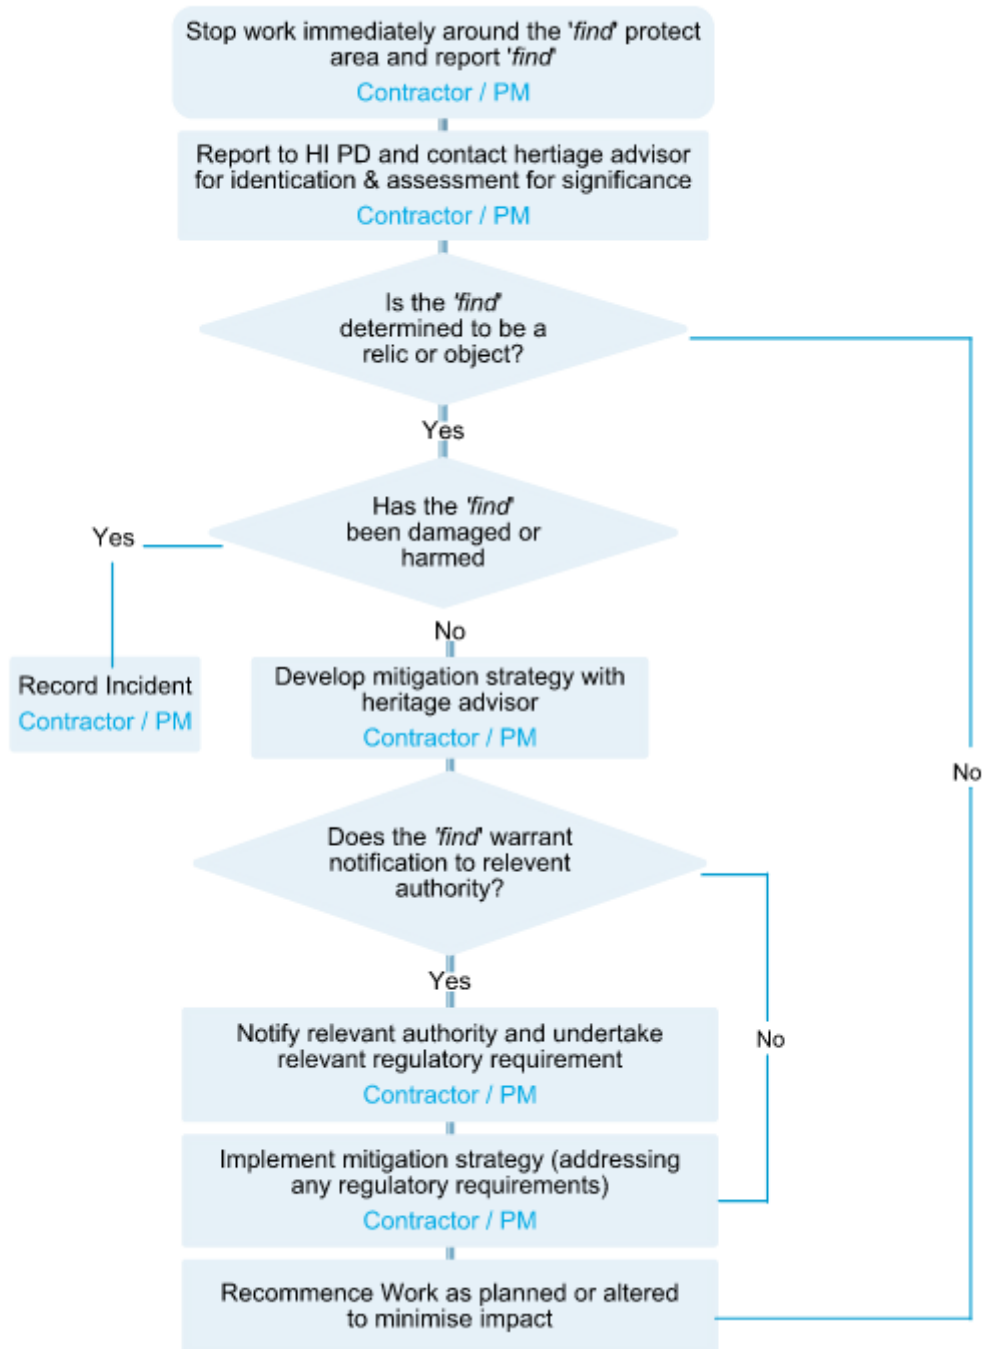 Stop work immediately around the 'find' protect
area and report 'find'
Contractor / PM
Report to HI PD and contact hertiage advisor
for identication & assessment for significance
Contractor / PM
Is the 'find'
determined to be a
relic or object?
Yes
Has the 'find'
been damaged or
harmed
Yes
No
Record Incident
Contractor / PM
Develop mitigation strategy with
heritage advisor
Contractor / PM
No
Does the 'find' warrant
notification to relevent
authority?
Yes
No
Notify relevant authority and undertake
relevant regulatory requirement
Contractor / PM
Implement mitigation strategy (addressing
any regulatory requirements)
Contractor / PM
Recommence Work as planned or altered
to minimise impact